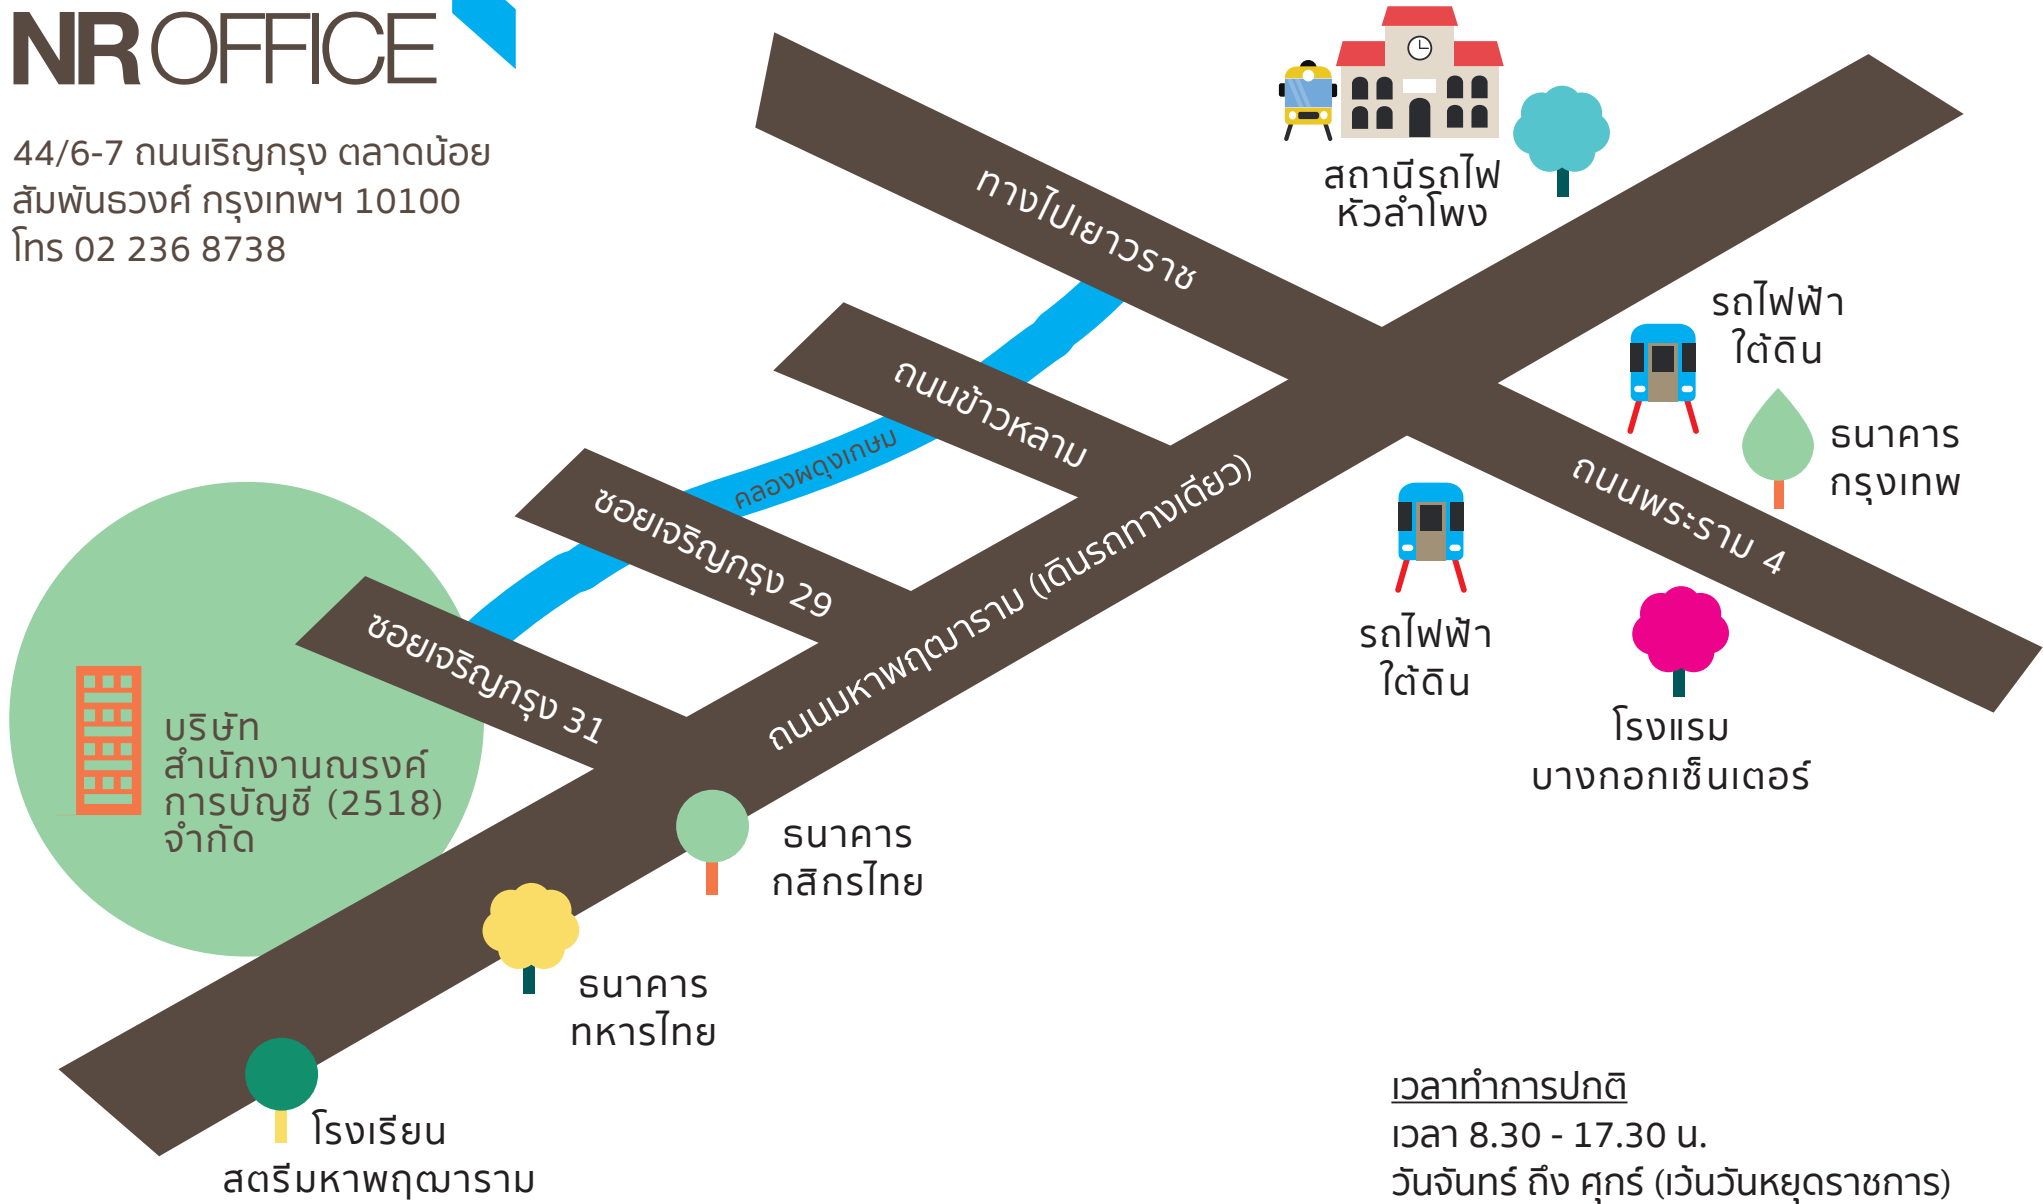 NR OFFICE
44/6-7 ถนนเริญกรุง ตลาดน้อย
สัมพันธวงศ์ กรุงเทพฯ 10100
โทร 02 236 8738
สถานีรถไฟ
หัวลำโพง
ทางไปเยาวราช
รถไฟฟ้า
ใต้ดิน
ธนาคาร
กรุงเทพ
ถนนข้าวหลาม
คลองผดุงเกษม
ถนนพระราม 4
ซอยเจริญกรุง 29
ถนนมหาพฤฒาราม (เดินรถทางเดียว)
รถไฟฟ้า
ใต้ดิน
ซอยเจริญกรุง 31
โรงแรม
บางกอกเซ็นเตอร์
บริษัท
สำนักงานณรงค์
การบัญชี (2518)
จำกัด
ธนาคาร
กสิกรไทย
ธนาคาร
ทหารไทย
โรงเรียน
สตรีมหาพฤฒาราม
เวลาทำการปกติ
เวลา 8.30 - 17.30 น.
วันจันทร์ ถึง ศุกร์ (เว้นวันหยุดราชการ)